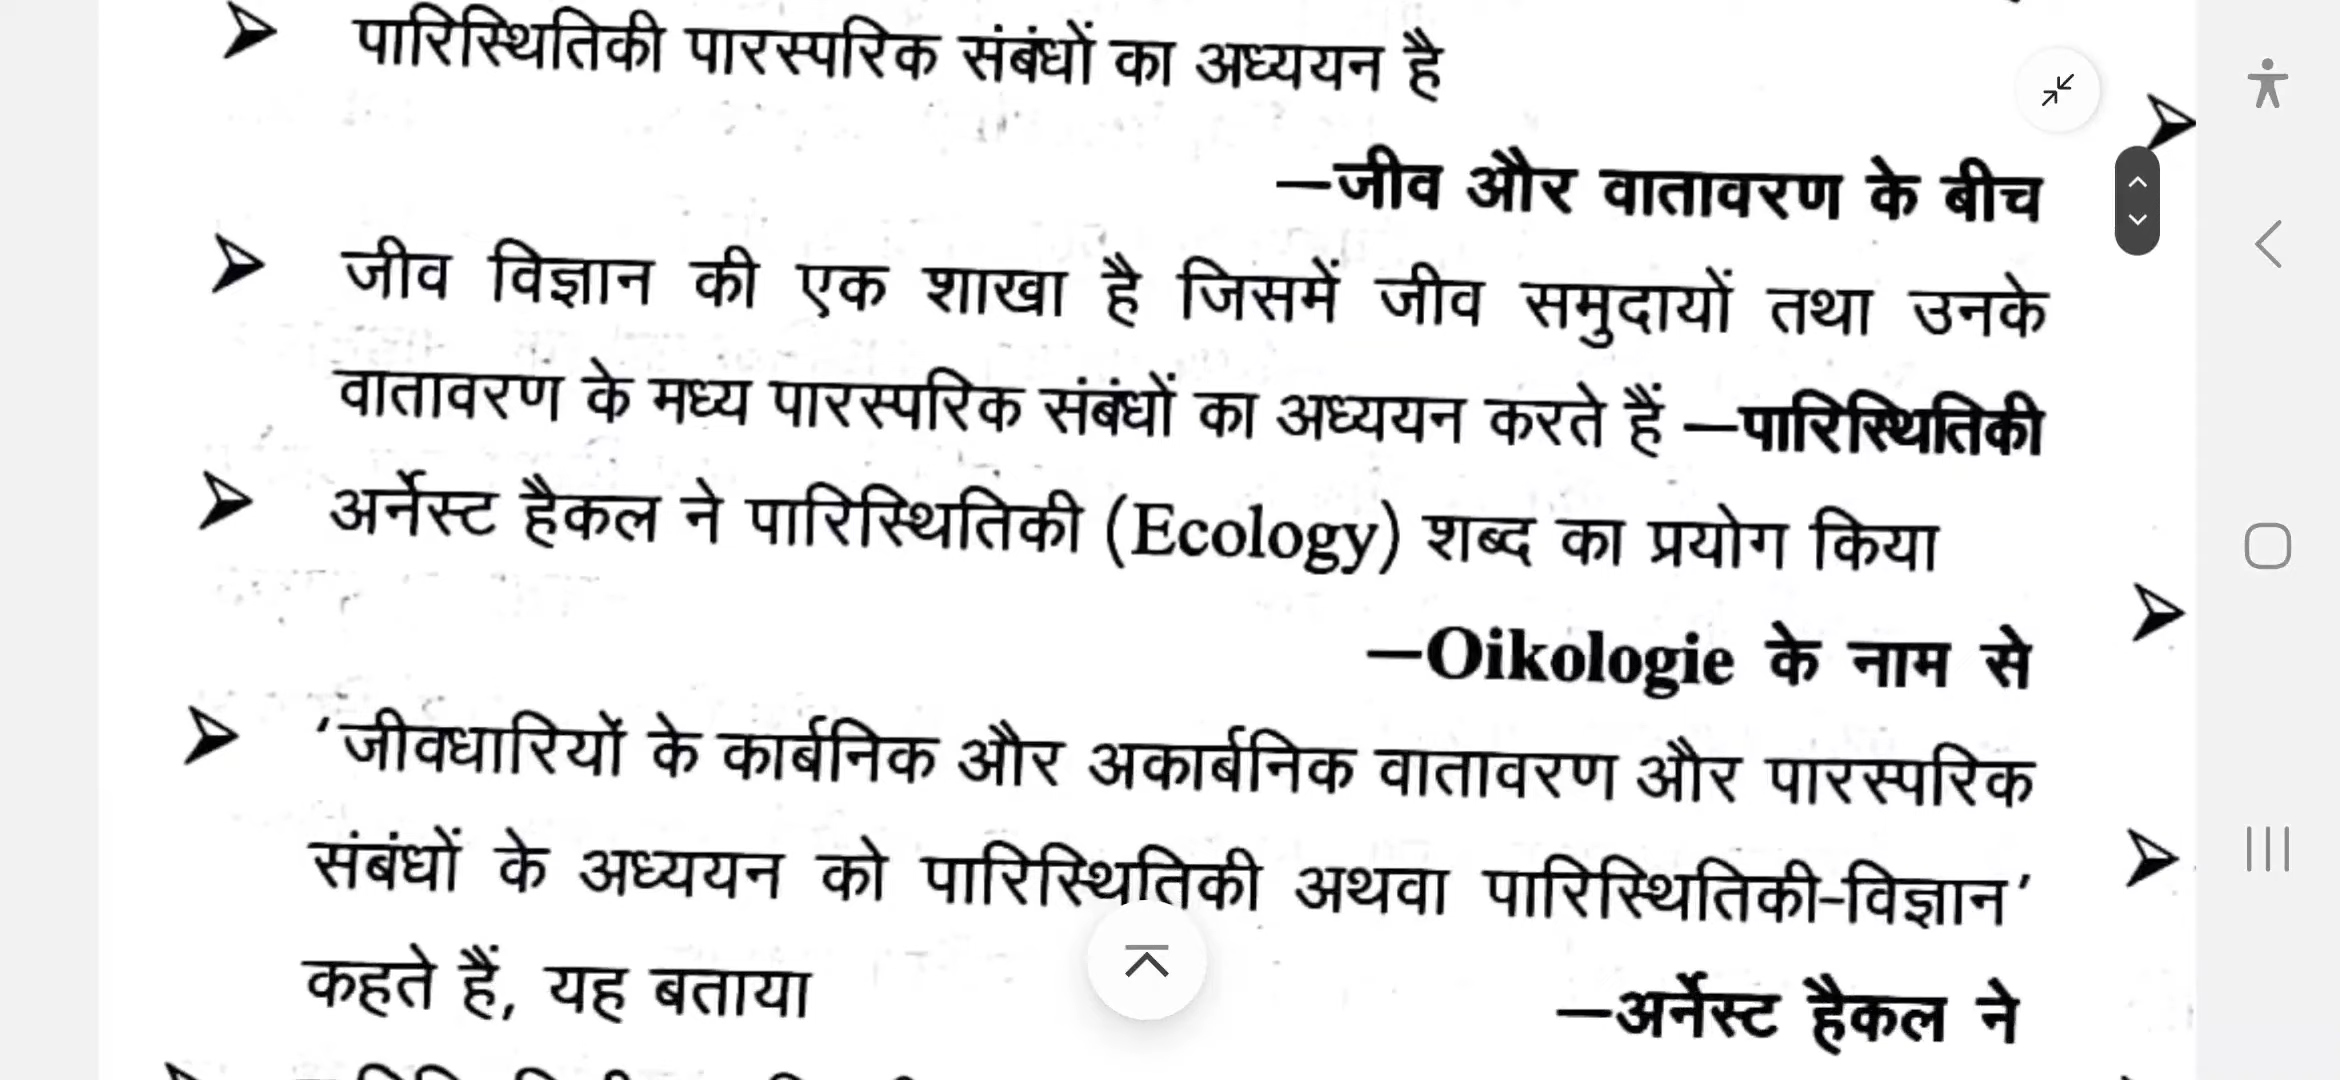 पारिस्थितिकी पारस्परिक संबंधों का अध्ययन है
—जीव और वातावरण के बीच
जीव विज्ञान की एक शाखा है जिसमें जीव समुदायों तथा उनके
वातावरण के मध्य पारस्परिक संबंधों का अध्ययन करते हैं —पारिस्थितिकी
अर्नेस्ट हैकल ने पारिस्थितिकी (Ecology) शब्द का प्रयोग किया
—Oikologie के नाम से
‘जीवधारियों के कार्बनिक और अकार्बनिक वातावरण और पारस्परिक
संबंधों के अध्ययन को पारिस्थितिकी अथवा पारिस्थितिकी-विज्ञान’
कहते हैं, यह बताया —अर्नेस्ट हैकल ने